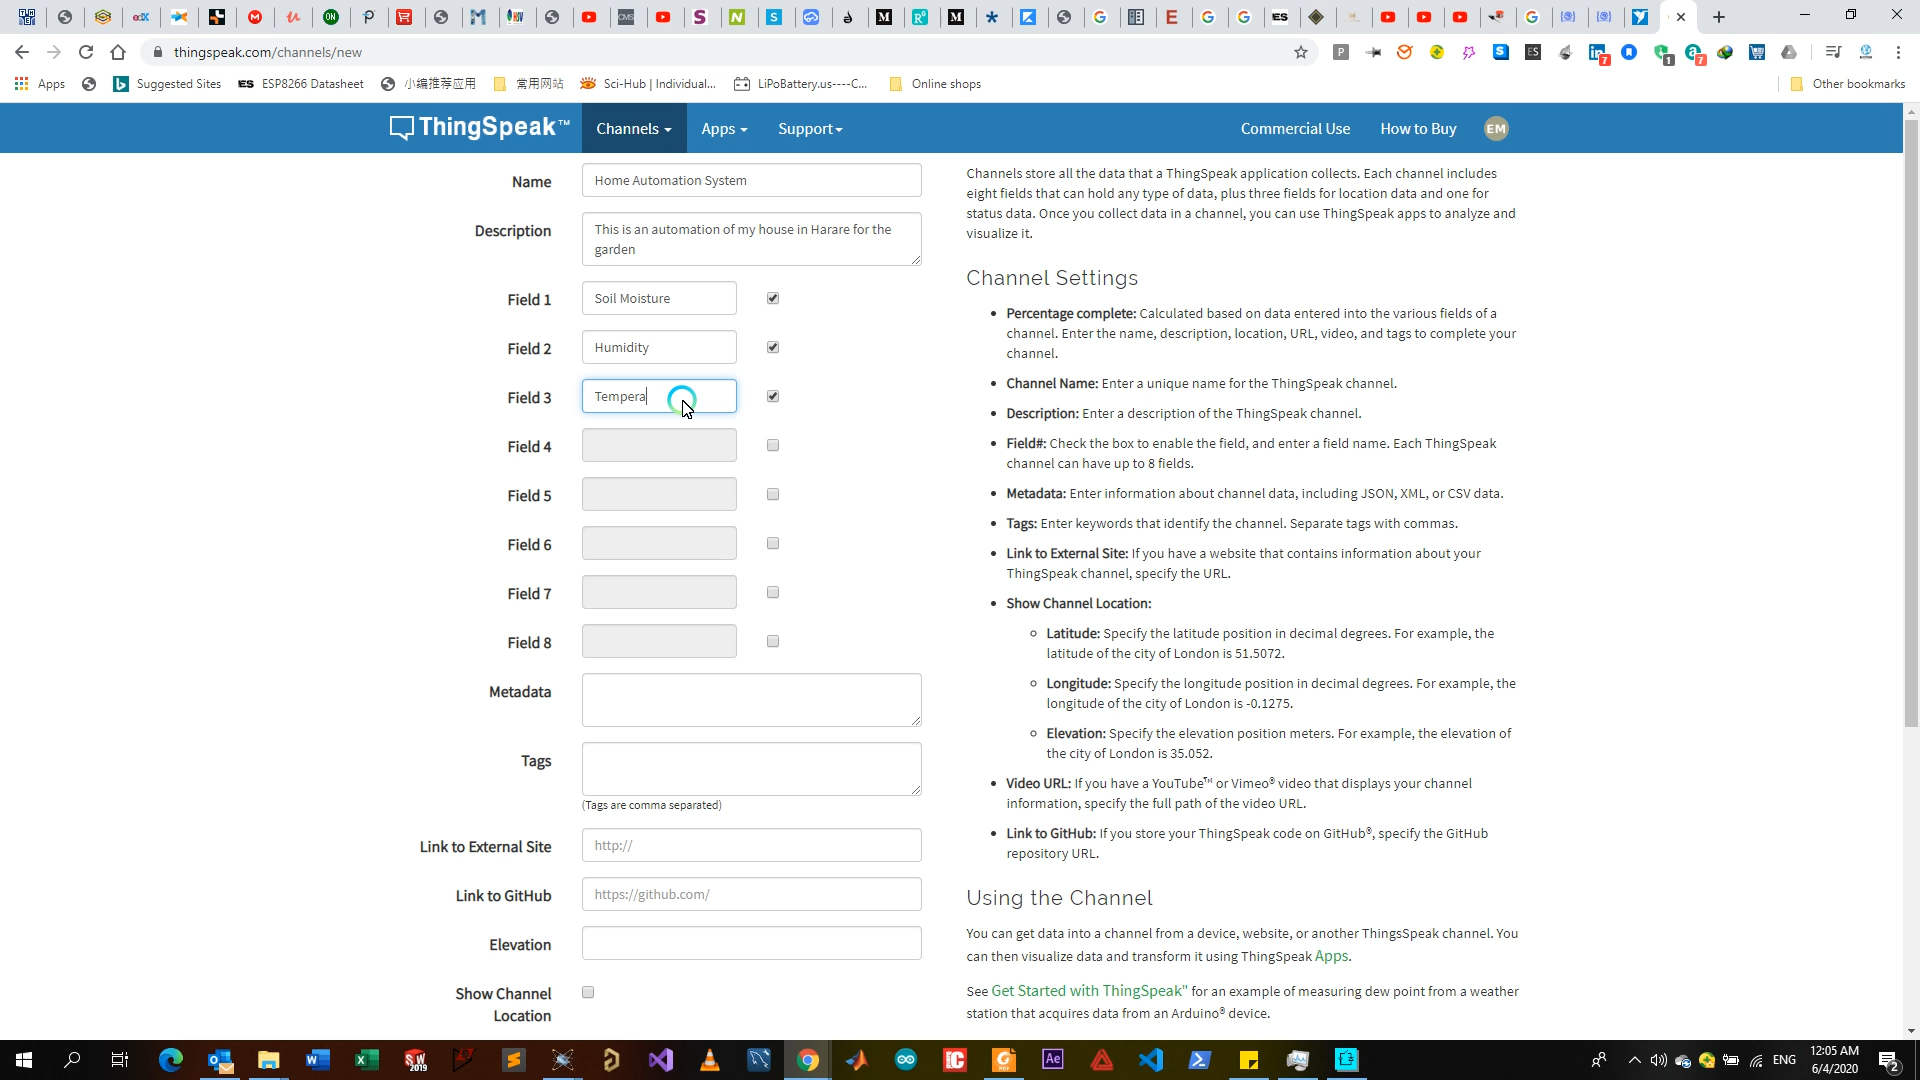 thingspeak.com/channels/new
Apps
Suggested Sites
ESP8266 Datasheet
小编推荐应用
常用网站
Sci-Hub | Individual...
LiPoBattery.us----C...
Online shops
Other bookmarks
ThingSpeak™
Channels
Apps
Support
Commercial Use
How to Buy
EM
Name
Home Automation System
Description
This is an automation of my house in Harare for the
garden
Field 1
Soil Moisture
Field 2
Humidity
Field 3
Tempera
Field 4
Field 5
Field 6
Field 7
Field 8
Metadata
Tags
(Tags are comma separated)
Link to External Site
http://
Link to GitHub
https://github.com/
Elevation
Show Channel
Location
Channels store all the data that a ThingSpeak application collects. Each channel includes
eight fields that can hold any type of data, plus three fields for location data and one for
status data. Once you collect data in a channel, you can use ThingSpeak apps to analyze and
visualize it.
Channel Settings
• Percentage complete: Calculated based on data entered into the various fields of a
channel. Enter the name, description, location, URL, video, and tags to complete your
channel.
• Channel Name: Enter a unique name for the ThingSpeak channel.
• Description: Enter a description of the ThingSpeak channel.
• Field#: Check the box to enable the field, and enter a field name. Each ThingSpeak
channel can have up to 8 fields.
• Metadata: Enter information about channel data, including JSON, XML, or CSV data.
• Tags: Enter keywords that identify the channel. Separate tags with commas.
• Link to External Site: If you have a website that contains information about your
ThingSpeak channel, specify the URL.
• Show Channel Location:
Latitude: Specify the latitude position in decimal degrees. For example, the
latitude of the city of London is 51.5072.
Longitude: Specify the longitude position in decimal degrees. For example, the
longitude of the city of London is -0.1275.
Elevation: Specify the elevation position meters. For example, the elevation of
the city of London is 35.052.
• Video URL: If you have a YouTube™ or Vimeo® video that displays your channel
information, specify the full path of the video URL.
• Link to GitHub: If you store your ThingSpeak code on GitHub®, specify the GitHub
repository URL.
Using the Channel
You can get data into a channel from a device, website, or another ThingsSpeak channel. You
can then visualize data and transform it using ThingSpeak Apps.
See Get Started with ThingSpeak" for an example of measuring dew point from a weather
station that acquires data from an Arduino® device.
ENG
12:05 AM
6/4/2020
2